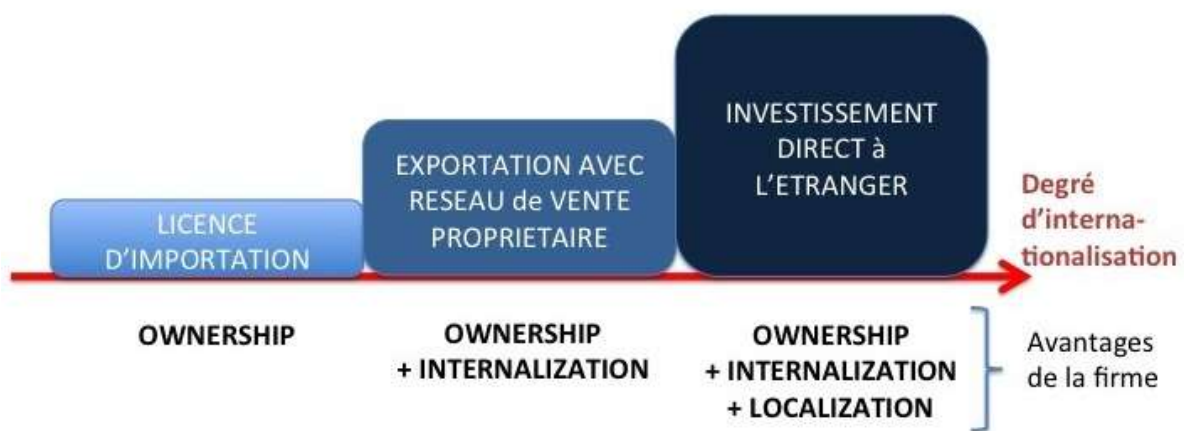 LICENCE
D'IMPORTATION
EXPORTATION AVEC
RESEAU de VENTE
PROPRIETAIRE
INVESTISSEMENT
DIRECT à
L'ETRANGER
Degré
d'interna-
tionalisation
OWNERSHIP
OWNERSHIP
+ INTERNALIZATION
OWNERSHIP
+ INTERNALIZATION
+ LOCALIZATION
Avantages
de la firme